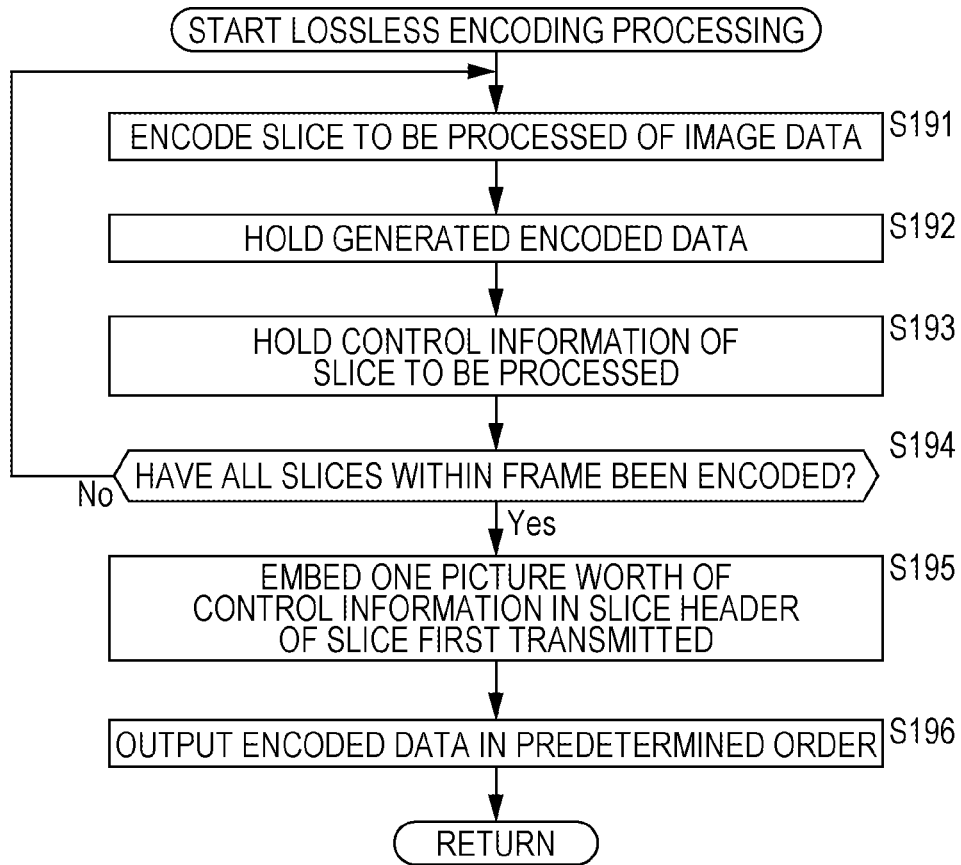 START LOSSLESS ENCODING PROCESSING
ENCODE SLICE TO BE PROCESSED OF IMAGE DATA
S191
HOLD GENERATED ENCODED DATA
S192
HOLD CONTROL INFORMATION OF
SLICE TO BE PROCESSED
S193
HAVE ALL SLICES WITHIN FRAME BEEN ENCODED?
S194
No
Yes
EMBED ONE PICTURE WORTH OF
CONTROL INFORMATION IN SLICE HEADER
OF SLICE FIRST TRANSMITTED
S195
OUTPUT ENCODED DATA IN PREDETERMINED ORDER
S196
RETURN